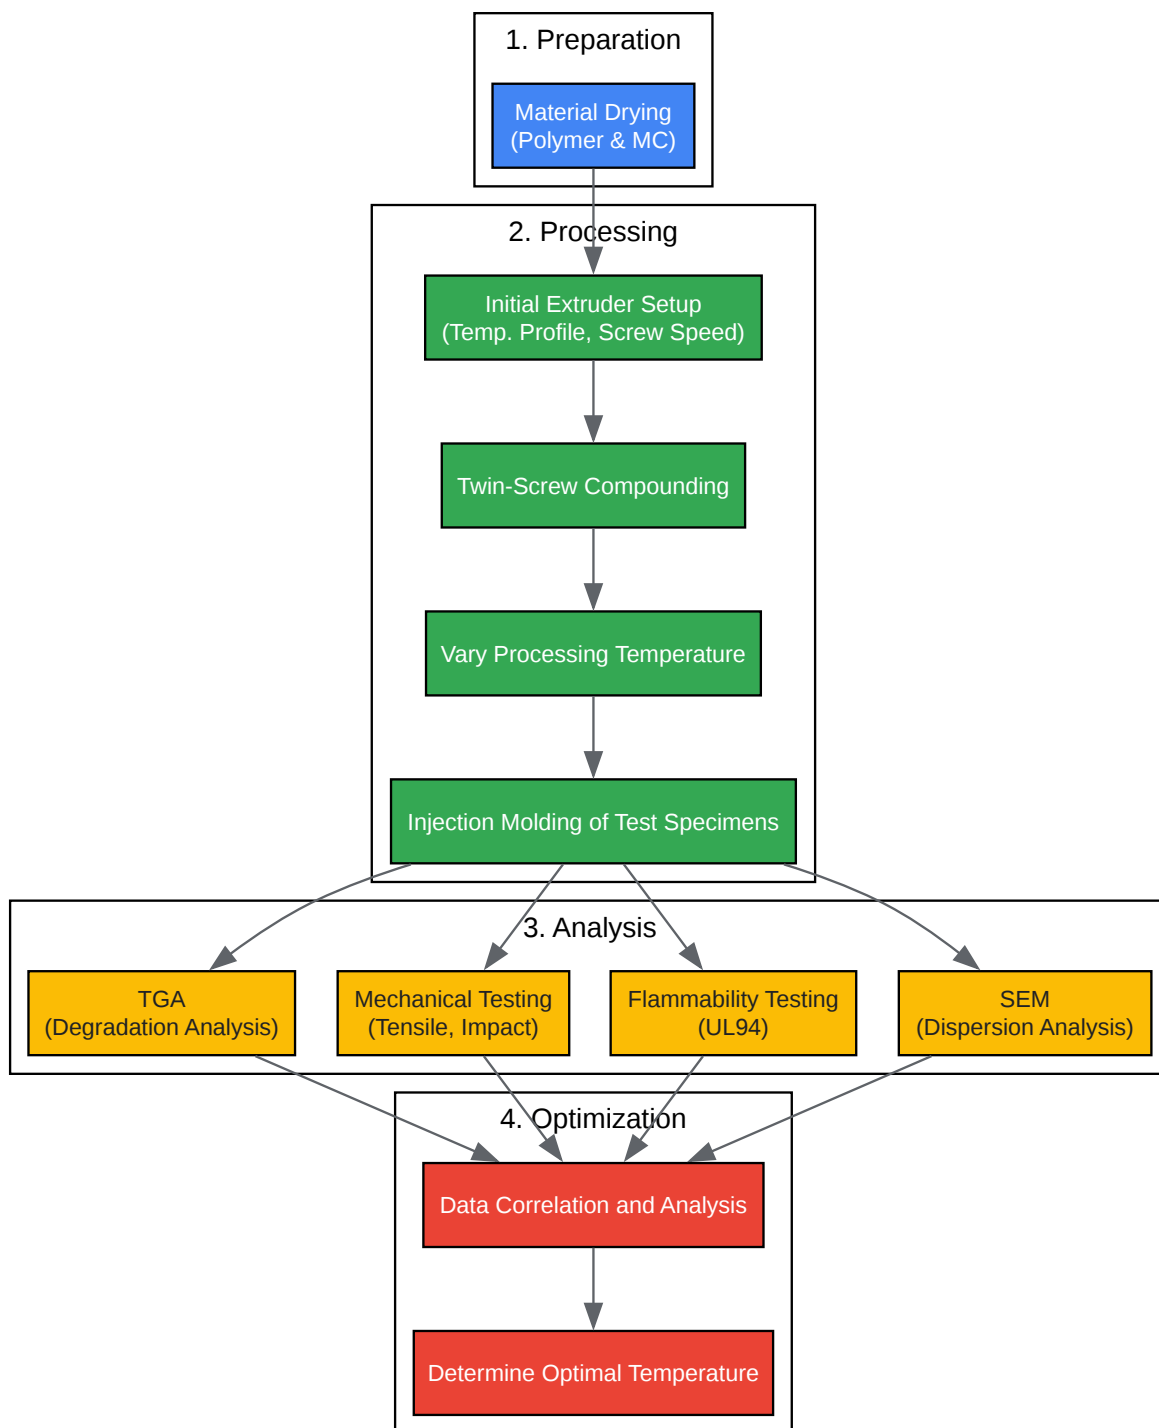 1. Preparation
Material Drying
(Polymer & MC)
2. Processing
Initial Extruder Setup
(Temp. Profile, Screw Speed)
Twin-Screw Compounding
Vary Processing Temperature
Injection Molding of Test Specimens
3. Analysis
TGA
(Degradation Analysis)
Mechanical Testing
(Tensile, Impact)
Flammability Testing
(UL94)
SEM
(Dispersion Analysis)
4. Optimization
Data Correlation and Analysis
Determine Optimal Temperature